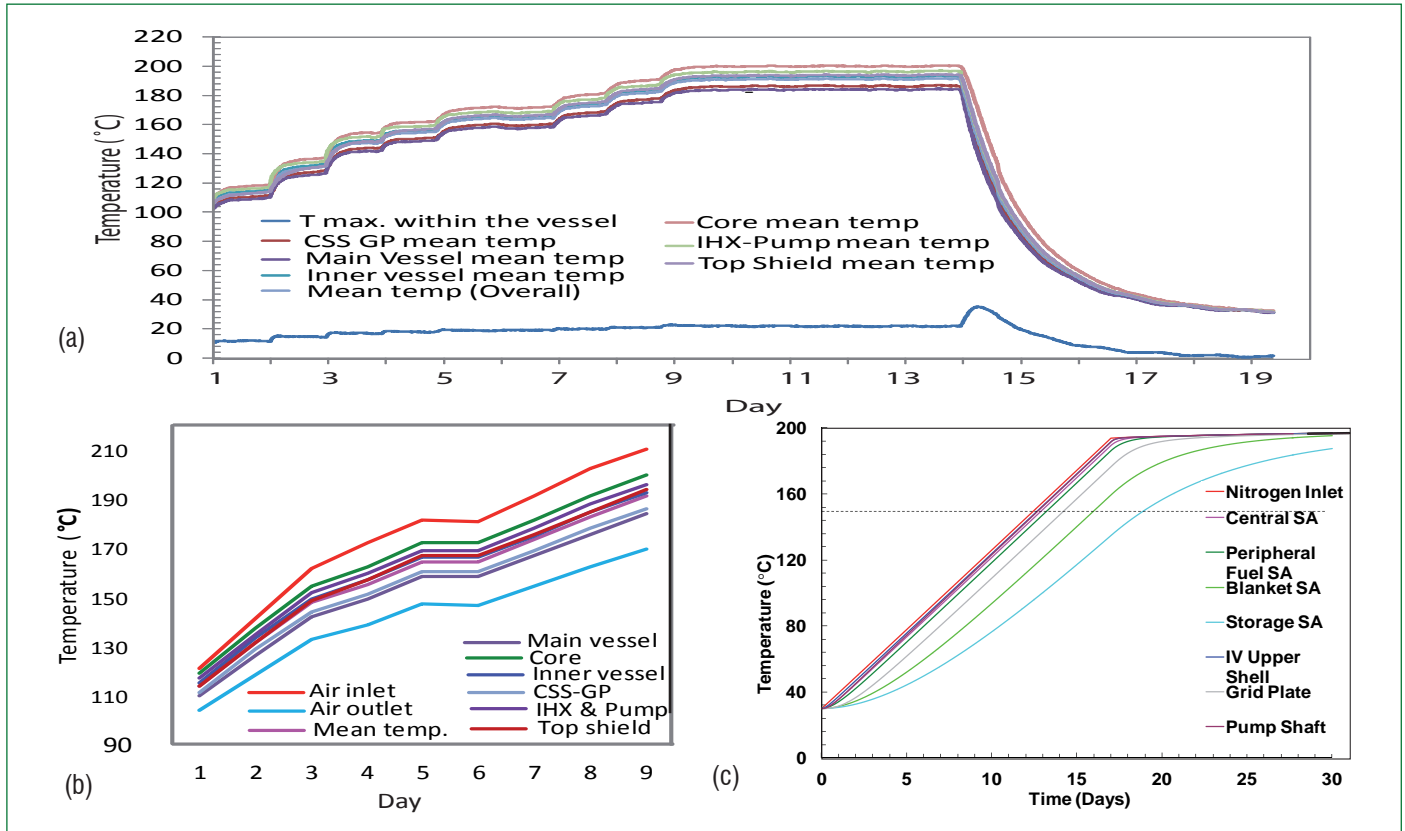 220
200
180
160
140
120
100
80
60
40
20
0
Temperature (°C)
T max. within the vessel
Core mean temp
CSS GP mean temp
IHX-Pump mean temp
Main Vessel mean temp
Inner vessel mean temp
Top Shield mean temp
Mean temp (Overall)
(a)
1 3 5 7 9 11 13 15 17 19
Day
210
190
170
150
130
110
90
Temperature (°C)
Main vessel
Core
Inner vessel
Air inlet
CSS-GP
Air outlet
IHX & Pump
Mean temp.
Top shield
1 2 3 4 5 6 7 8 9
Day
(b)
200
160
120
80
40
0
Temperature (°C)
Nitrogen Inlet
Central SA
Peripheral
Fuel SA
Blanket SA
Storage SA
IV Upper
Shell
Grid Plate
Pump Shaft
0 5 10 15 20 25 30
Time (Days)
(c)